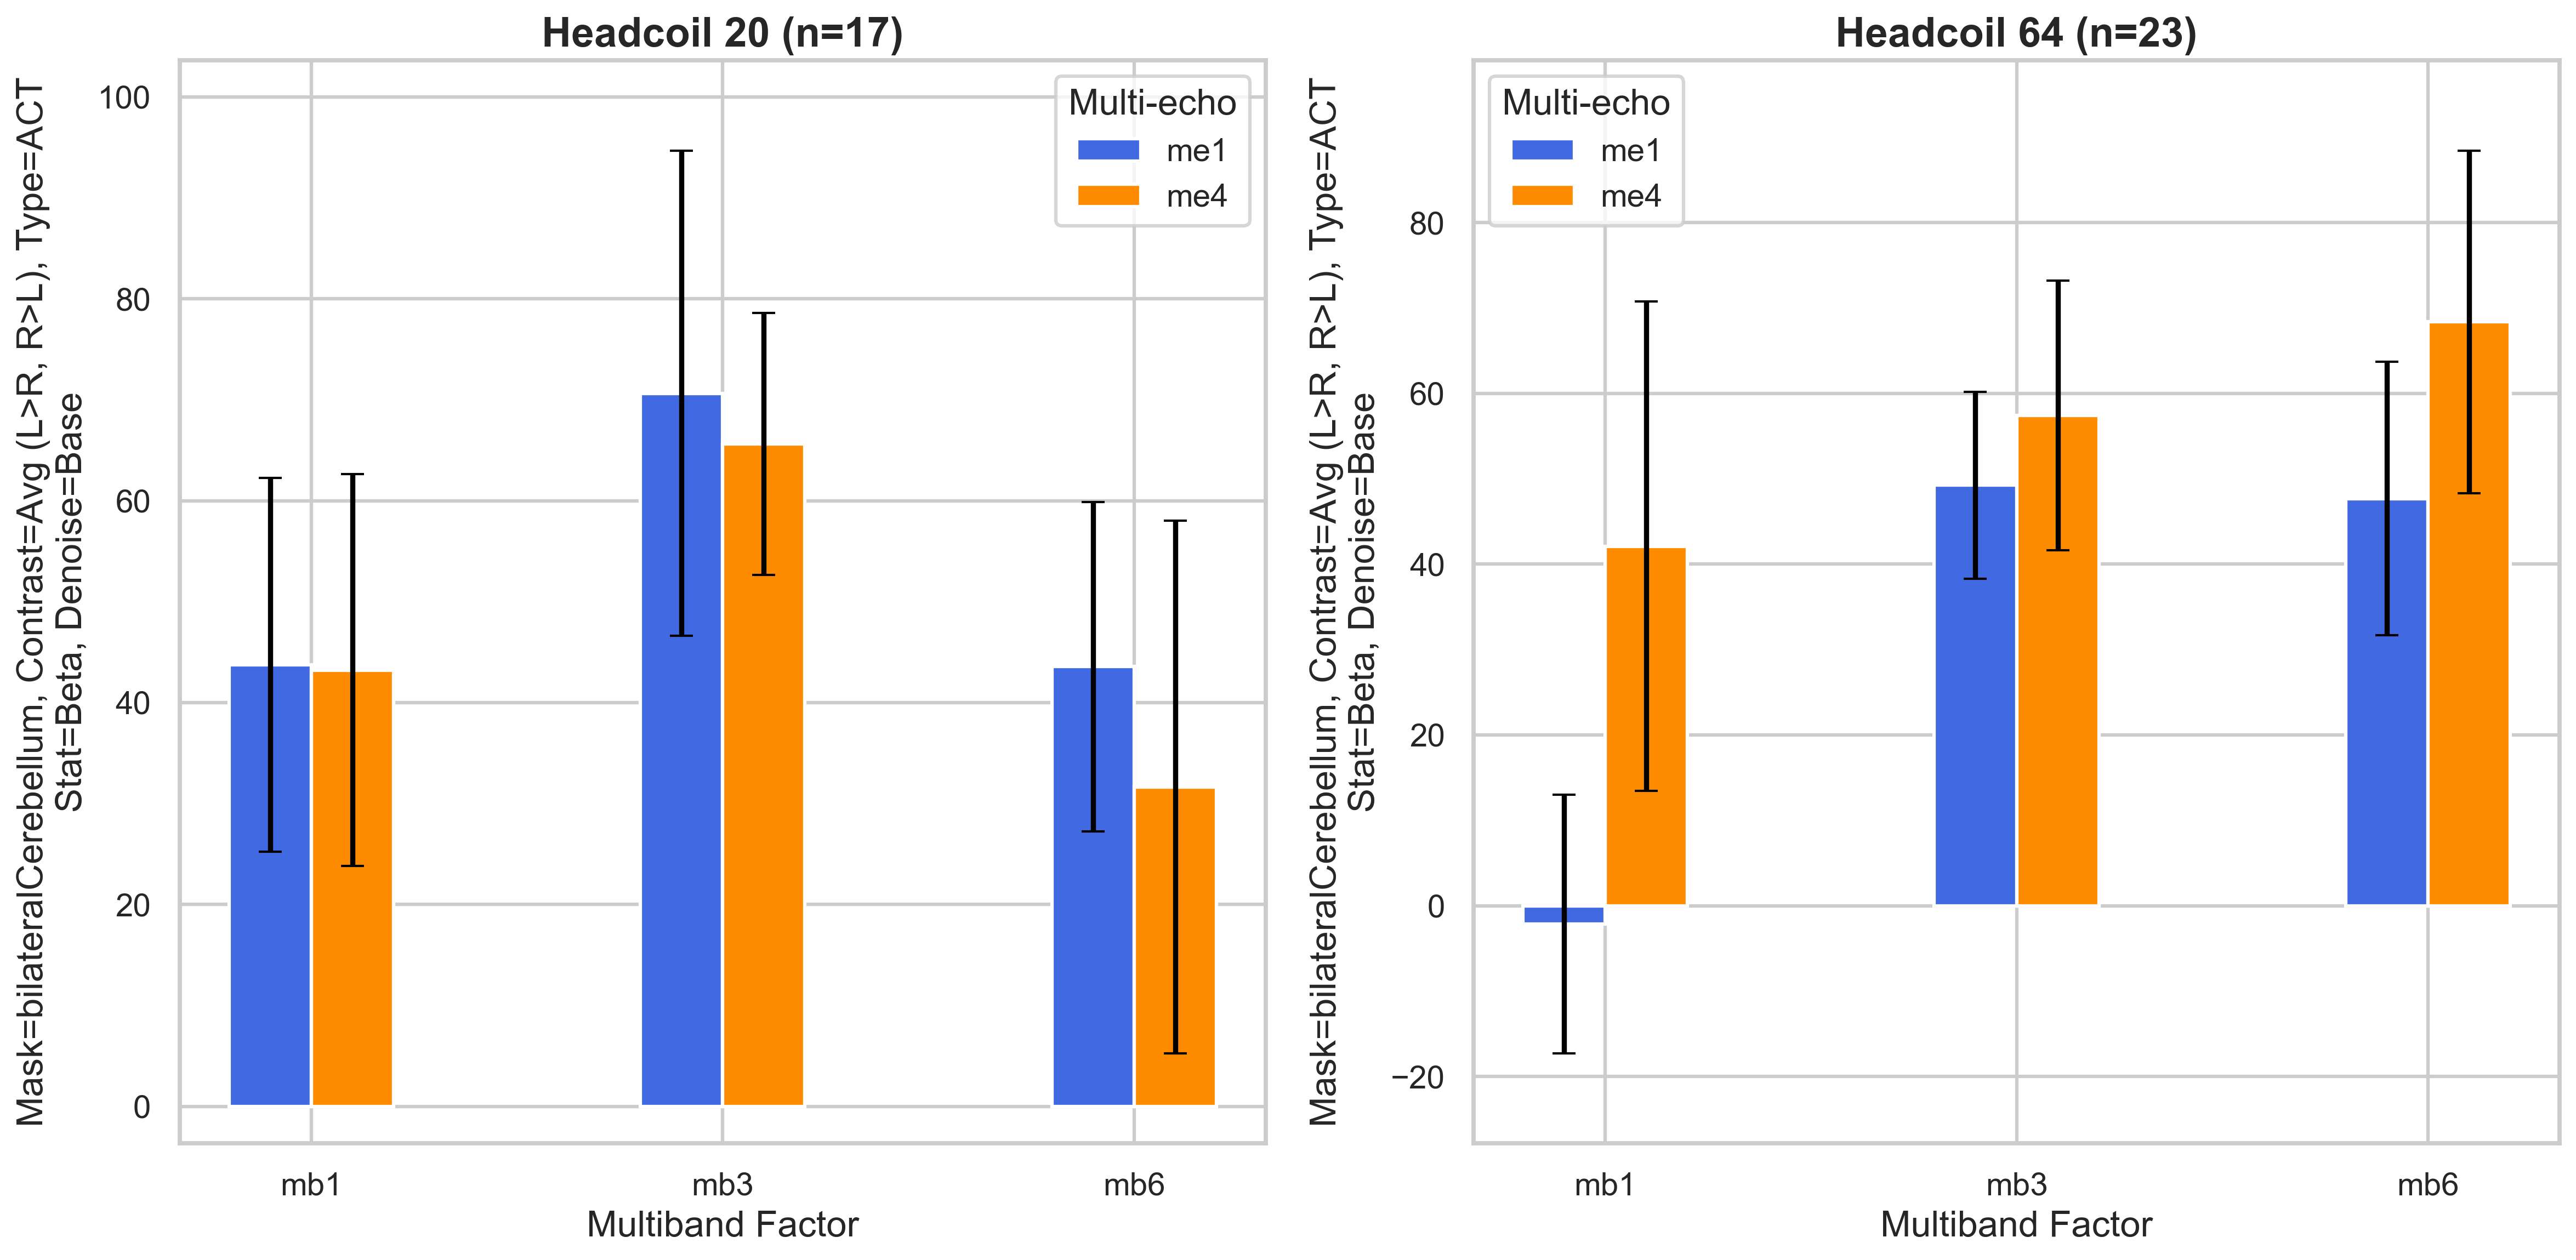 Headcoil 20 (n=17)
Mask=bilateralCerebellum, Contrast=Avg (L>R, R>L), Type=ACT
Stat=Beta, Denoise=Base
100
80
60
40
20
0
Multi-echo
me1
me4
mb1
mb3
mb6
Multiband Factor
Headcoil 64 (n=23)
Mask=bilateralCerebellum, Contrast=Avg (L>R, R>L), Type=ACT
Stat=Beta, Denoise=Base
80
60
40
20
0
−20
Multi-echo
me1
me4
mb1
mb3
mb6
Multiband Factor